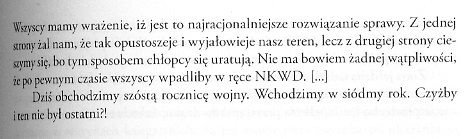 Wszyscy mamy wrażenie, iż jest to najracjonalniejsze rozwiązanie sprawy. Z jednej
strony żal nam, że tak opustoszeje i wyjałowieje nasz teren, lecz z drugiej strony cie-
szymy się, bo tym sposobem chłopcy się uratują. Nie ma bowiem żadnej wątpliwości,
że po pewnym czasie wszyscy wpadliby w ręce NKWD. [...]
Dziś obchodzimy szóstą rocznicę wojny. Wchodzimy w siódmy rok. Czyżby
i ten nie był ostatni?!